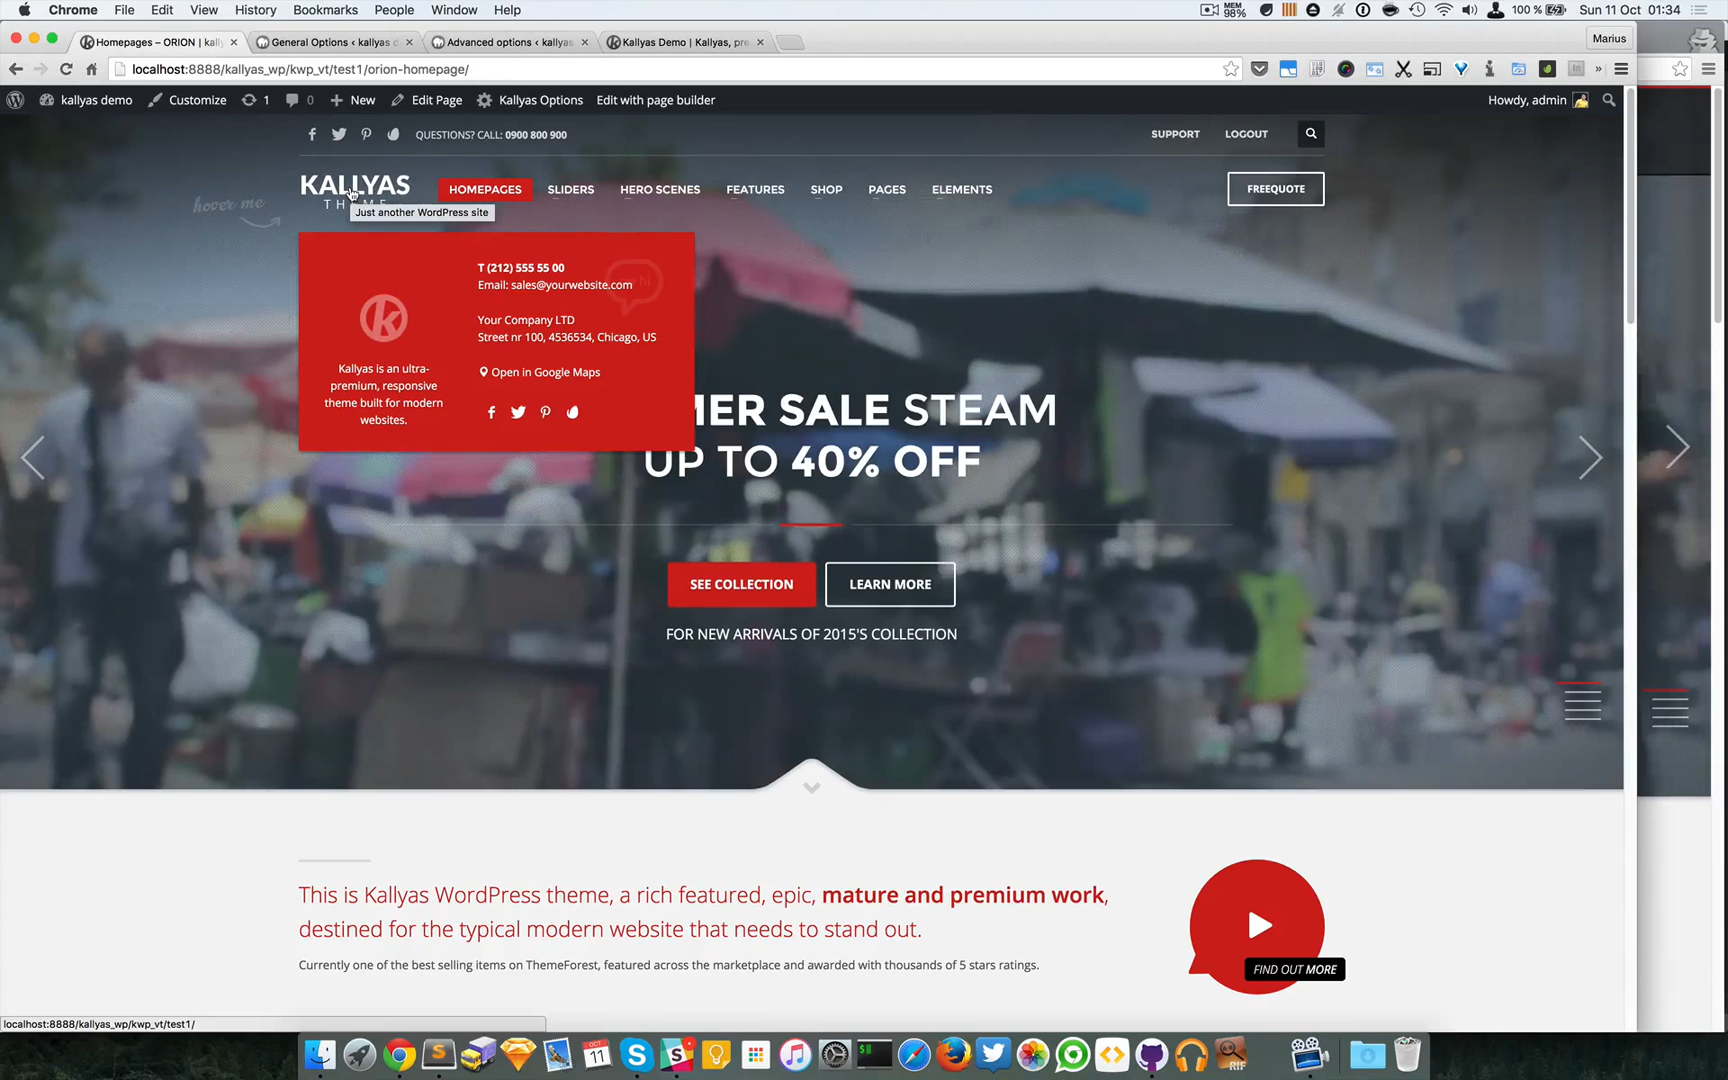 Chrome File Edit View History Bookmarks People Window Help
MEM 98% 100 % Sun 11 Oct 01:34
Homepages – ORION | kally
General Options ‹ kallyas d
Advanced options ‹ kallyas
Kallyas Demo | Kallyas, pre
Marius
localhost:8888/kallyas_wp/kwp_vt/test1/orion-homepage/
kallyas demo Customize 1 0 New Edit Page Kallyas Options Edit with page builder Howdy, admin
QUESTIONS? CALL: 0900 800 900 SUPPORT LOGOUT
KALLYAS
HOMEPAGES SLIDERS HERO SCENES FEATURES SHOP PAGES ELEMENTS FREEQUOTE
hover me
Just another WordPress site
T (212) 555 55 00
Email: sales@yourwebsite.com
Your Company LTD
Street nr 100, 4536534, Chicago, US
Open in Google Maps
Kallyas is an ultra-
premium, responsive
theme built for modern
websites.
MER SALE STEAM
UP TO 40% OFF
SEE COLLECTION LEARN MORE
FOR NEW ARRIVALS OF 2015'S COLLECTION
This is Kallyas WordPress theme, a rich featured, epic, mature and premium work,
destined for the typical modern website that needs to stand out.
Currently one of the best selling items on ThemeForest, featured across the marketplace and awarded with thousands of 5 stars ratings.
FIND OUT MORE
localhost:8888/kallyas_wp/kwp_vt/test1/
OCT
11